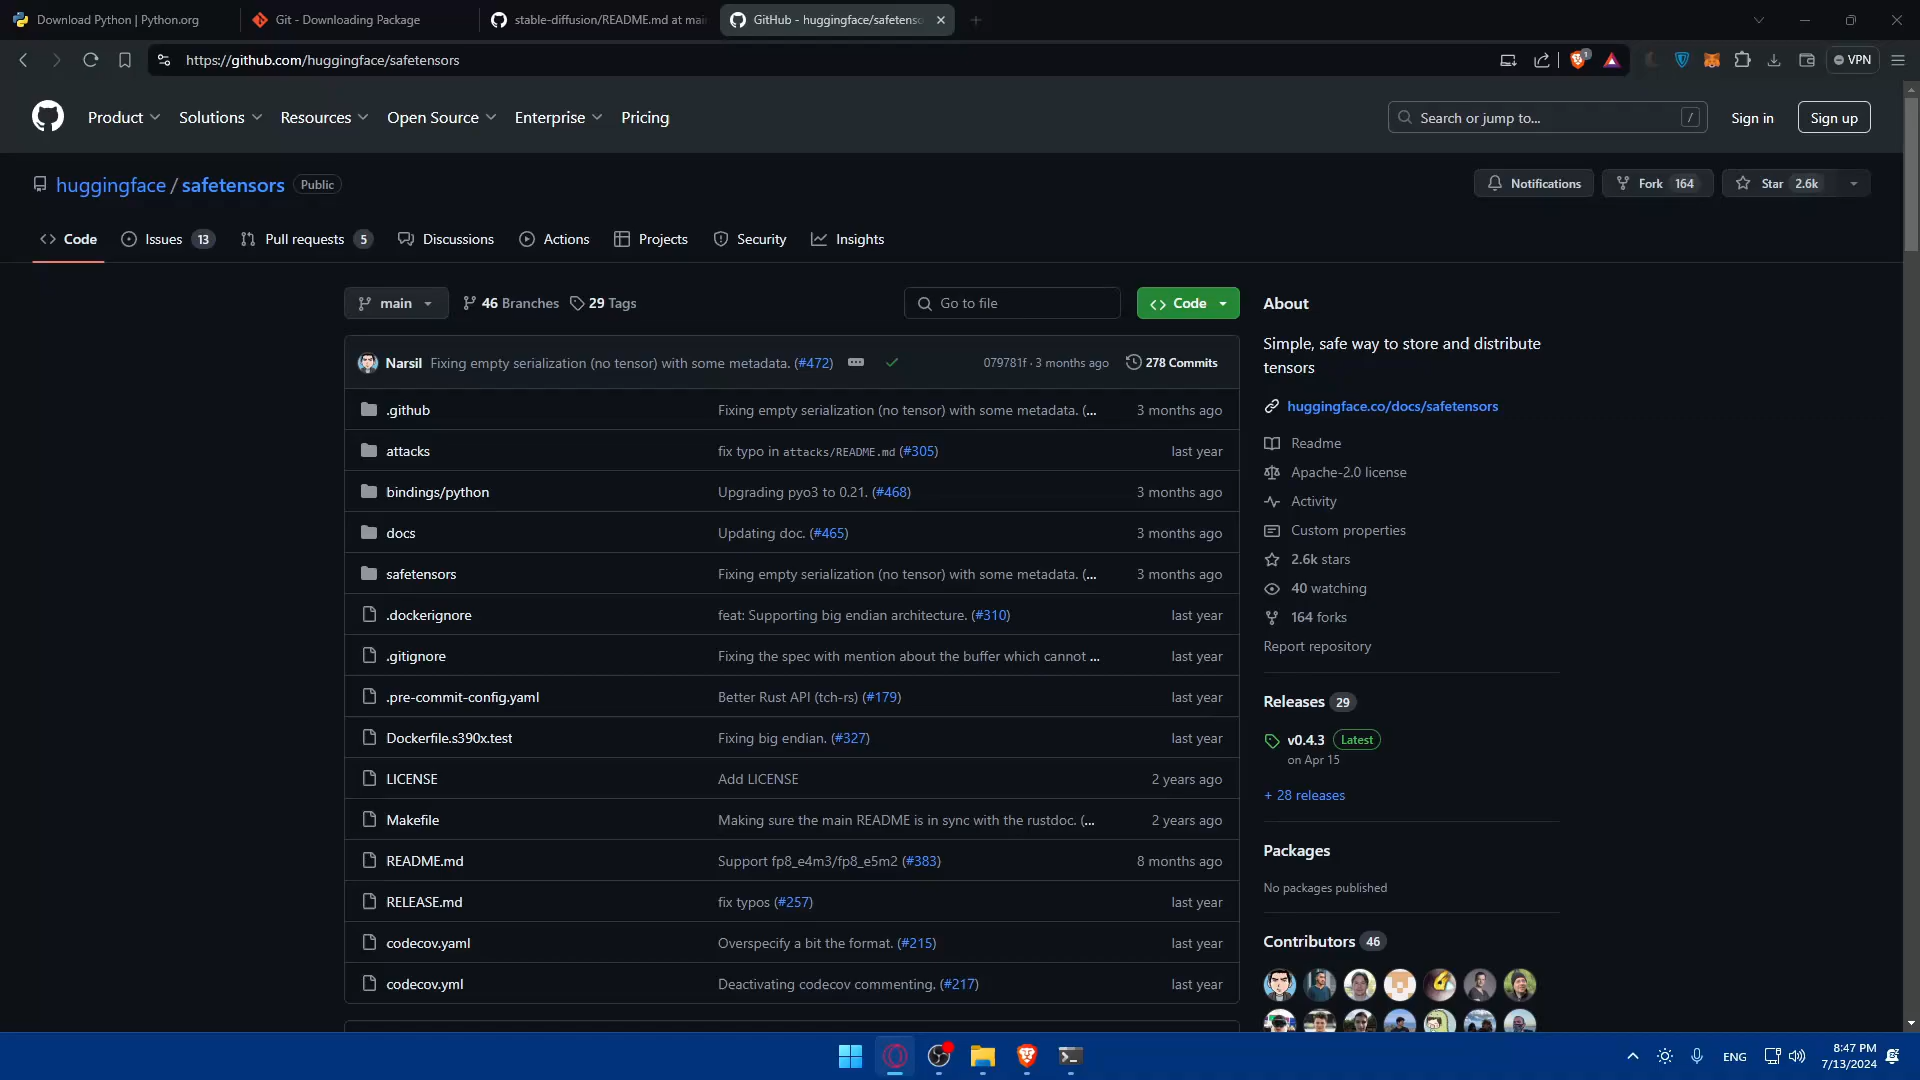 Download Python | Python.org
Git - Downloading Package
stable-diffusion/README.md at mai
GitHub - huggingface/safetenso
https://github.com/huggingface/safetensors
1
VPN
Product
Solutions
Resources
Open Source
Enterprise
Pricing
Search or jump to...
/
Sign in
Sign up
huggingface / safetensors
Public
Notifications
Fork 164
Star 2.6k
Code
Issues 13
Pull requests 5
Discussions
Actions
Projects
Security
Insights
main
46 Branches
29 Tags
Go to file
Code
Narsil Fixing empty serialization (no tensor) with some metadata. (#472) 079781f · 3 months ago 278 Commits
.github Fixing empty serialization (no tensor) with some metadata. (... 3 months ago
attacks fix typo in attacks/README.md (#305) last year
bindings/python Upgrading pyo3 to 0.21. (#468) 3 months ago
docs Updating doc. (#465) 3 months ago
safetensors Fixing empty serialization (no tensor) with some metadata. (... 3 months ago
.dockerignore feat: Supporting big endian architecture. (#310) last year
.gitignore Fixing the spec with mention about the buffer which cannot ... last year
.pre-commit-config.yaml Better Rust API (tch-rs) (#179) last year
Dockerfile.s390x.test Fixing big endian. (#327) last year
LICENSE Add LICENSE 2 years ago
Makefile Making sure the main README is in sync with the rustdoc. (... 2 years ago
README.md Support fp8_e4m3/fp8_e5m2 (#383) 8 months ago
RELEASE.md fix typos (#257) last year
codecov.yaml Overspecify a bit the format. (#215) last year
codecov.yml Deactivating codecov commenting. (#217) last year
About
Simple, safe way to store and distribute
tensors
huggingface.co/docs/safetensors
Readme
Apache-2.0 license
Activity
Custom properties
2.6k stars
40 watching
164 forks
Report repository
Releases 29
v0.4.3 Latest
on Apr 15
+ 28 releases
Packages
No packages published
Contributors 46
ENG
8:47 PM
7/13/2024